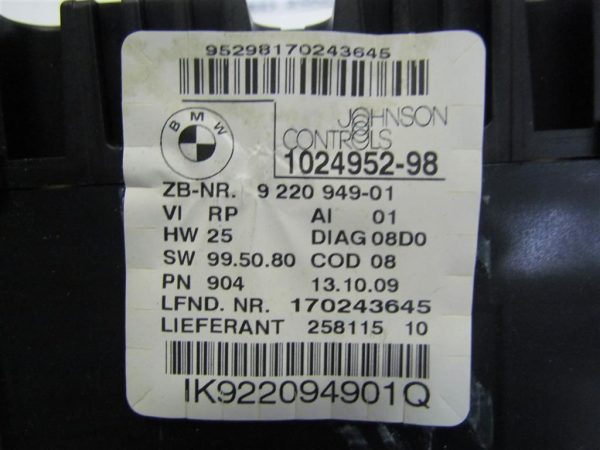 95298170243645
BMW
JOHNSON
CONTROLS
1024952-98
ZB-NR. 9 220 949-01
VI RP AI 01
HW 25 DIAG 08D0
SW 99.50.80 COD 08
PN 904 13.10.09
LFND. NR. 170243645
LIEFERANT 258115 10
IK922094901Q